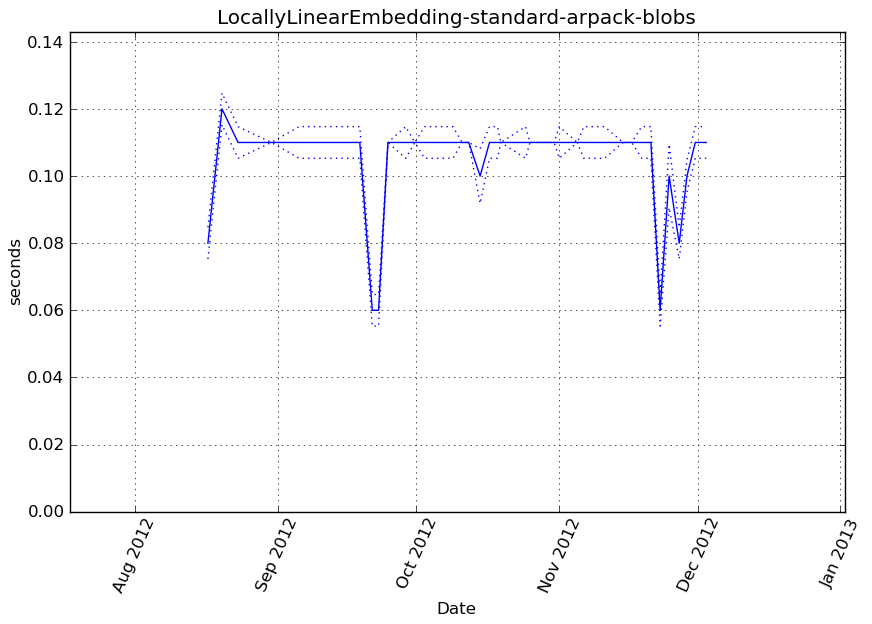 LocallyLinearEmbedding-standard-arpack-blobs
0.14
0.12
0.10
0.08
0.06
0.04
0.02
0.00
seconds
Aug 2012
Sep 2012
Oct 2012
Nov 2012
Dec 2012
Jan 2013
Date